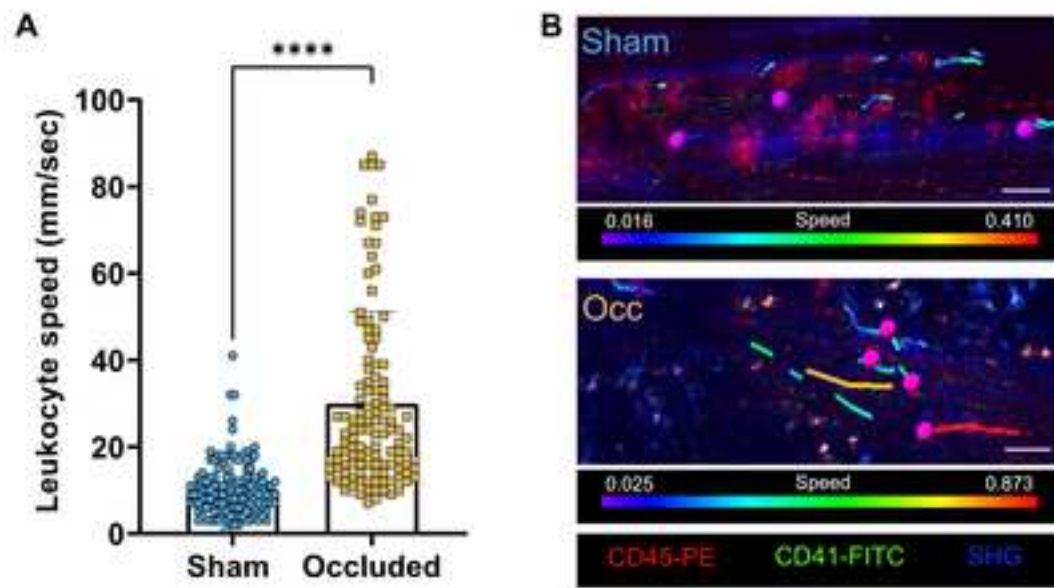 A
B
****
Leukocyte speed (mm/sec)
100
80
60
40
20
0
Sham
Occluded
Sham
0.016
Speed
0.410
Occ
0.025
Speed
0.873
CD45-PE
CD41-FITC
SHG